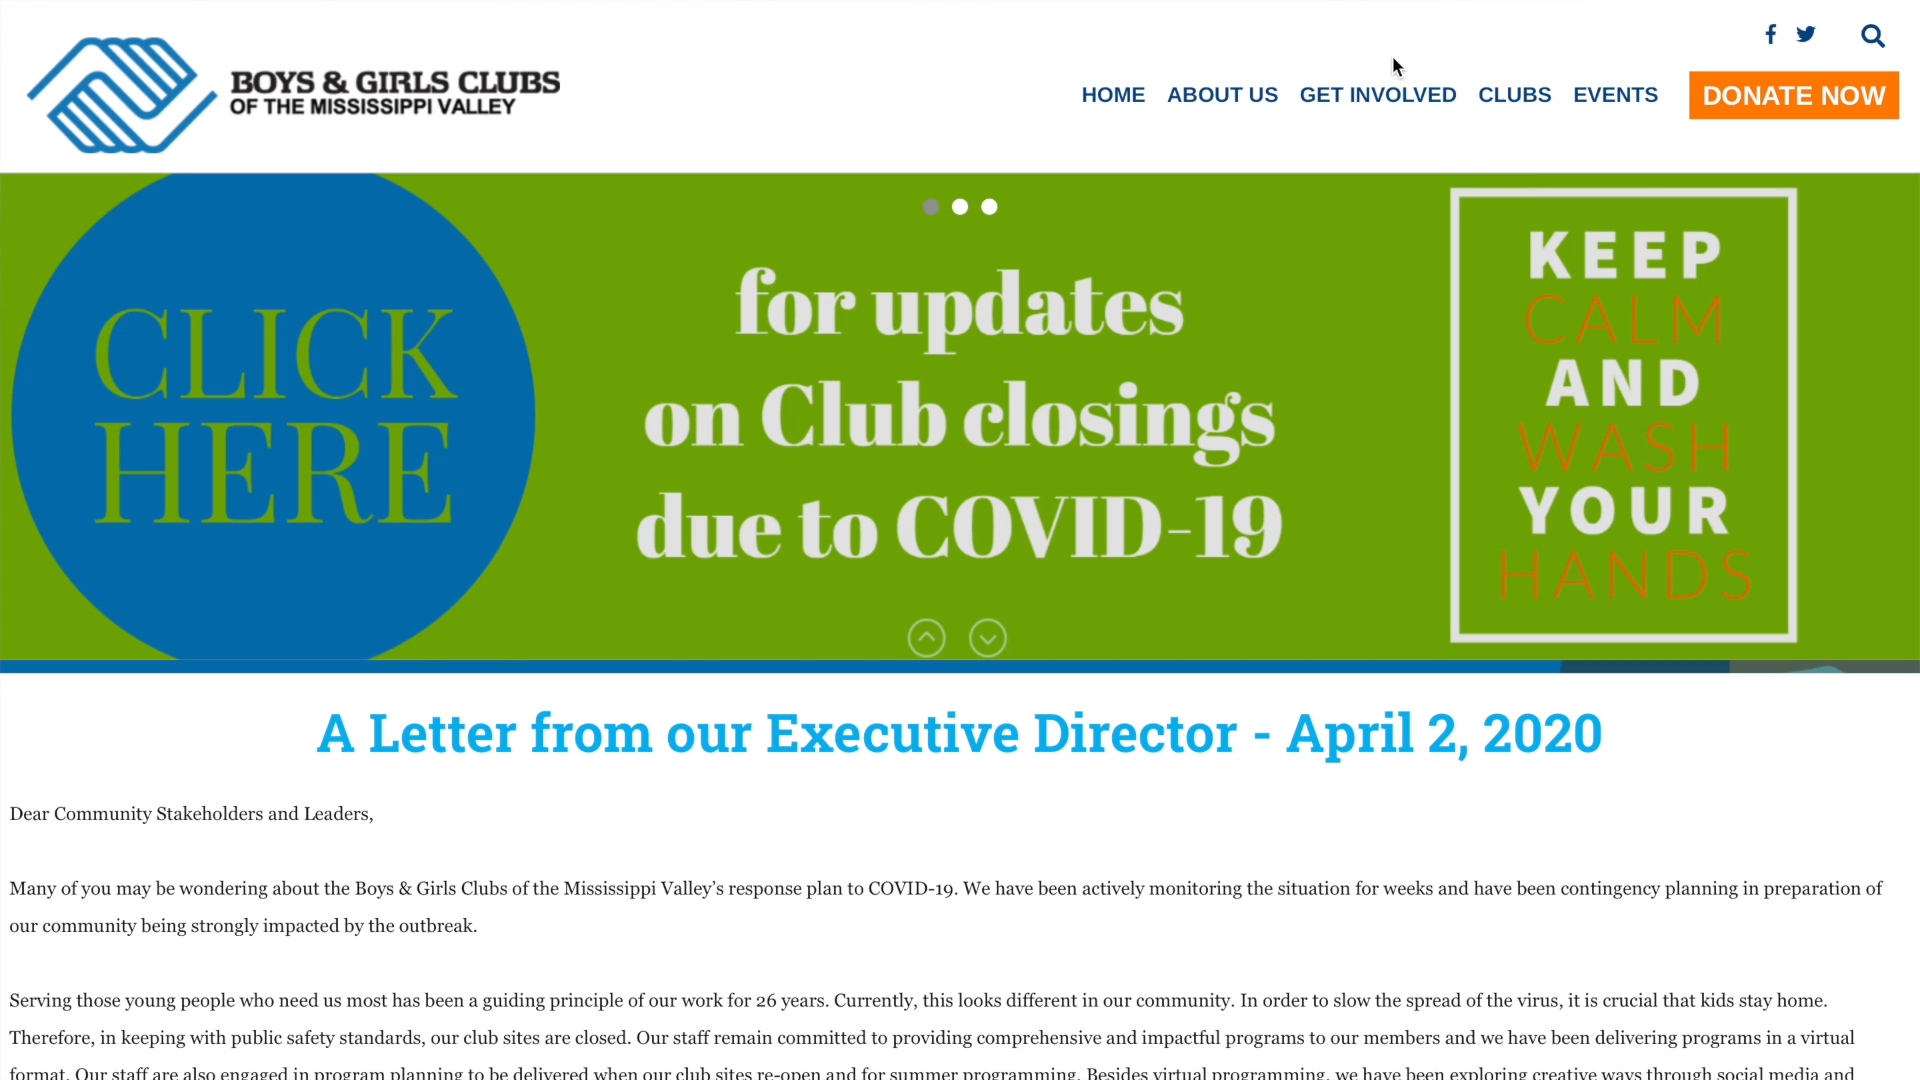 BOYS & GIRLS CLUBS
OF THE MISSISSIPPI VALLEY
HOME ABOUT US GET INVOLVED CLUBS EVENTS DONATE NOW
CLICK
HERE
for updates
on Club closings
due to COVID-19
KEEP
CALM
AND
WASH
YOUR
HANDS
A Letter from our Executive Director - April 2, 2020
Dear Community Stakeholders and Leaders,
Many of you may be wondering about the Boys & Girls Clubs of the Mississippi Valley’s response plan to COVID-19. We have been actively monitoring the situation for weeks and have been contingency planning in preparation of
our community being strongly impacted by the outbreak.
Serving those young people who need us most has been a guiding principle of our work for 26 years. Currently, this looks different in our community. In order to slow the spread of the virus, it is crucial that kids stay home.
Therefore, in keeping with public safety standards, our club sites are closed. Our staff remain committed to providing comprehensive and impactful programs to our members and we have been delivering programs in a virtual
format. Our staff are also engaged in program planning to be delivered when our club sites re-open and for summer programming. Besides virtual programming, we have been exploring creative ways through social media and